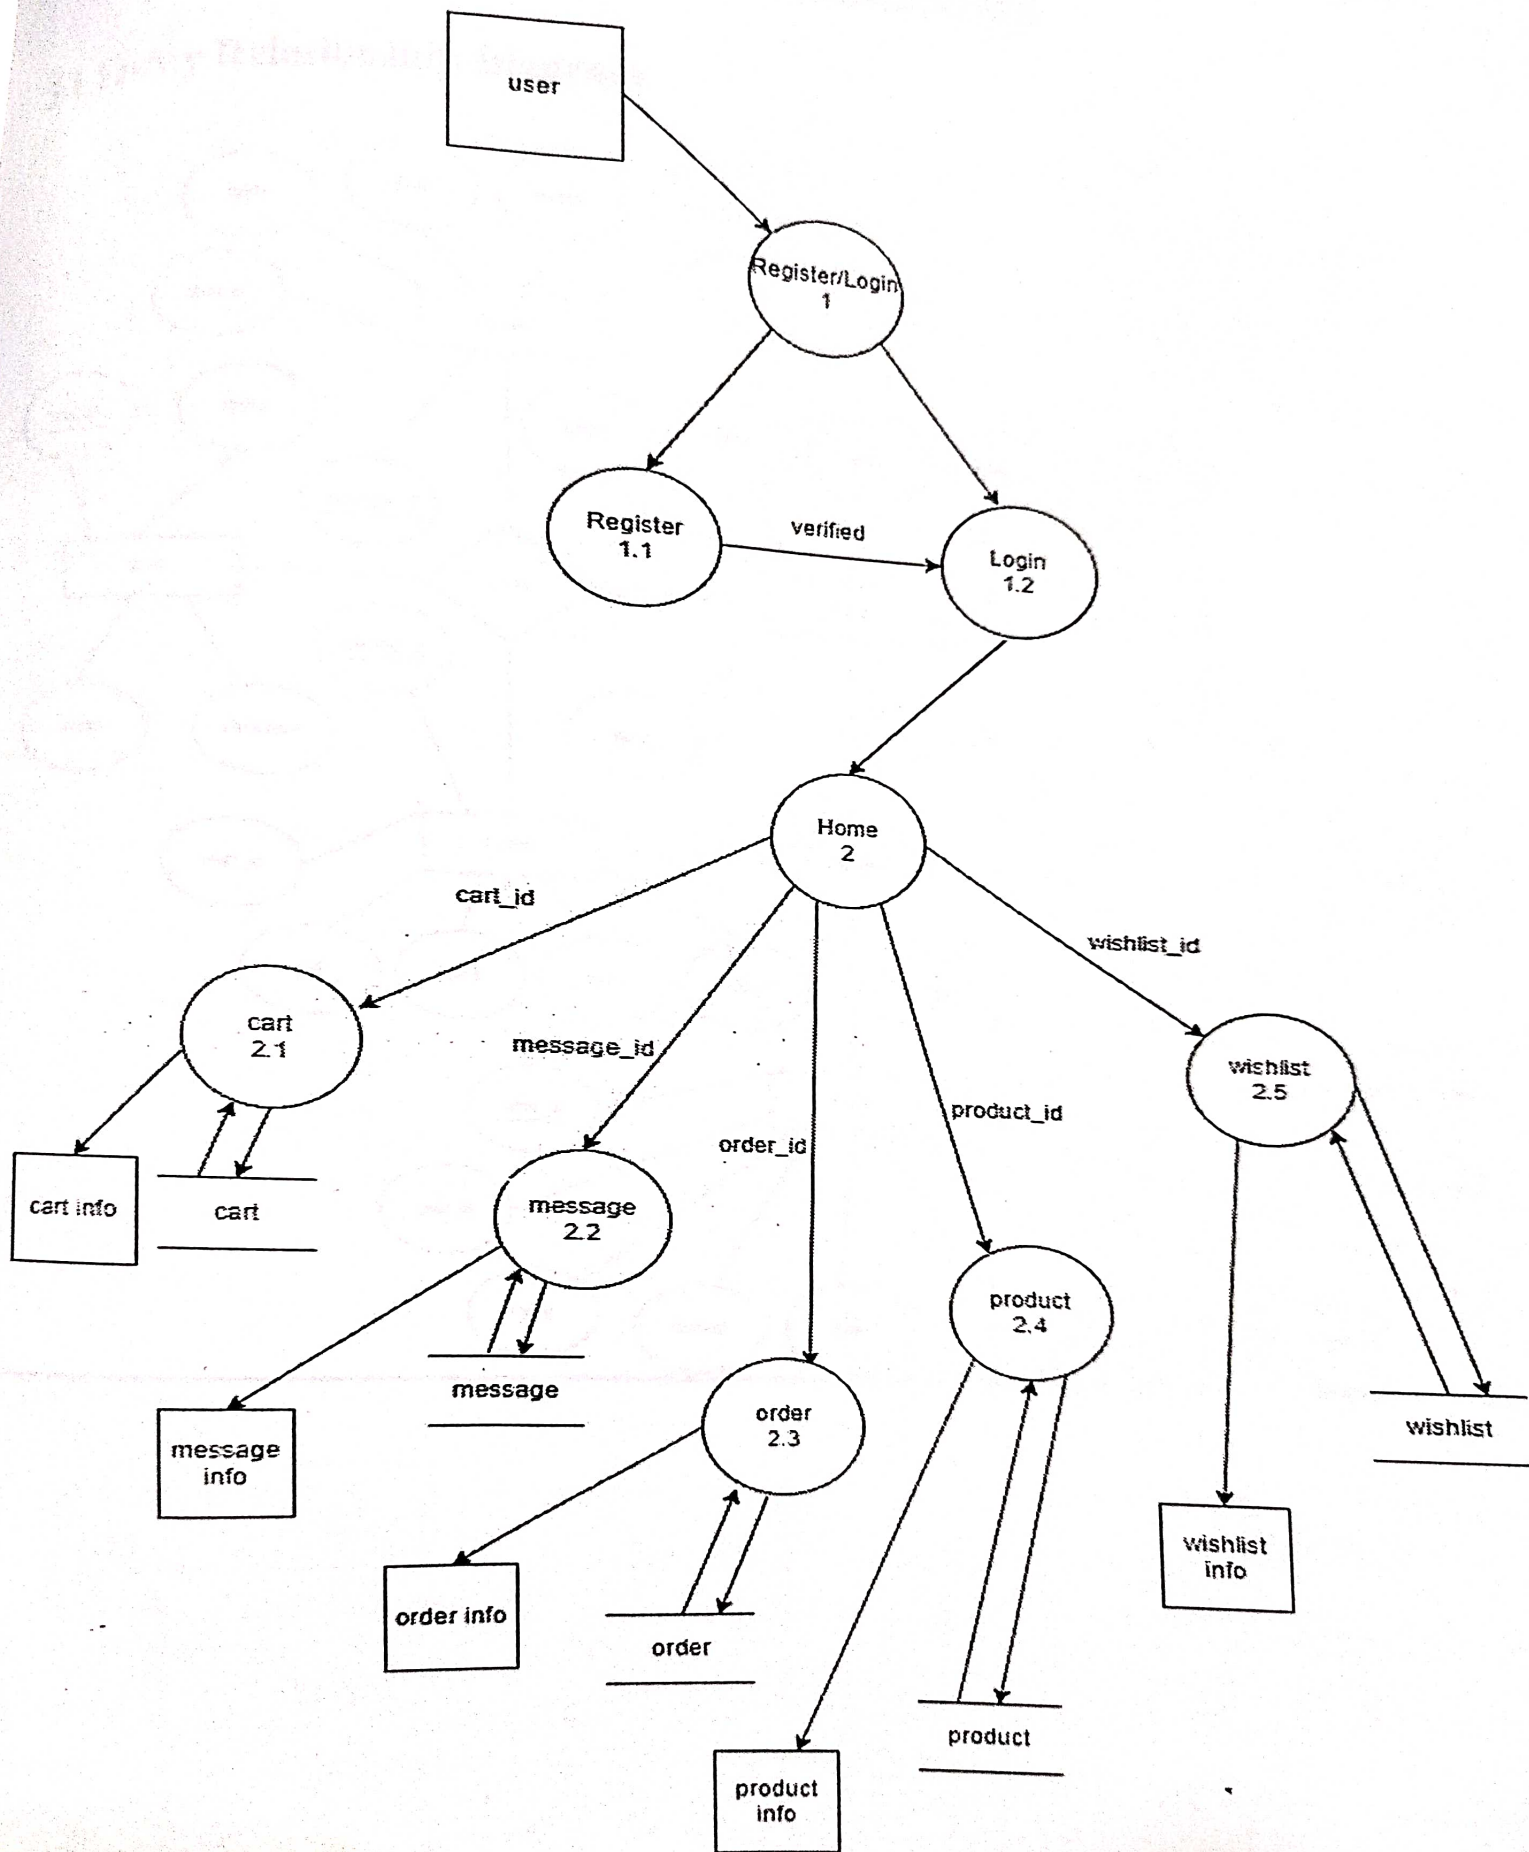 user
Register/Login
1
Register
1.1
verified
Login
1.2
Home
2
cart_id
wishlist_id
cart
2.1
message_id
wishlist
2.5
product_id
order_id
cart info
cart
message
2.2
product
2.4
message
order
2.3
wishlist
message
info
wishlist
info
order info
order
product
product
info